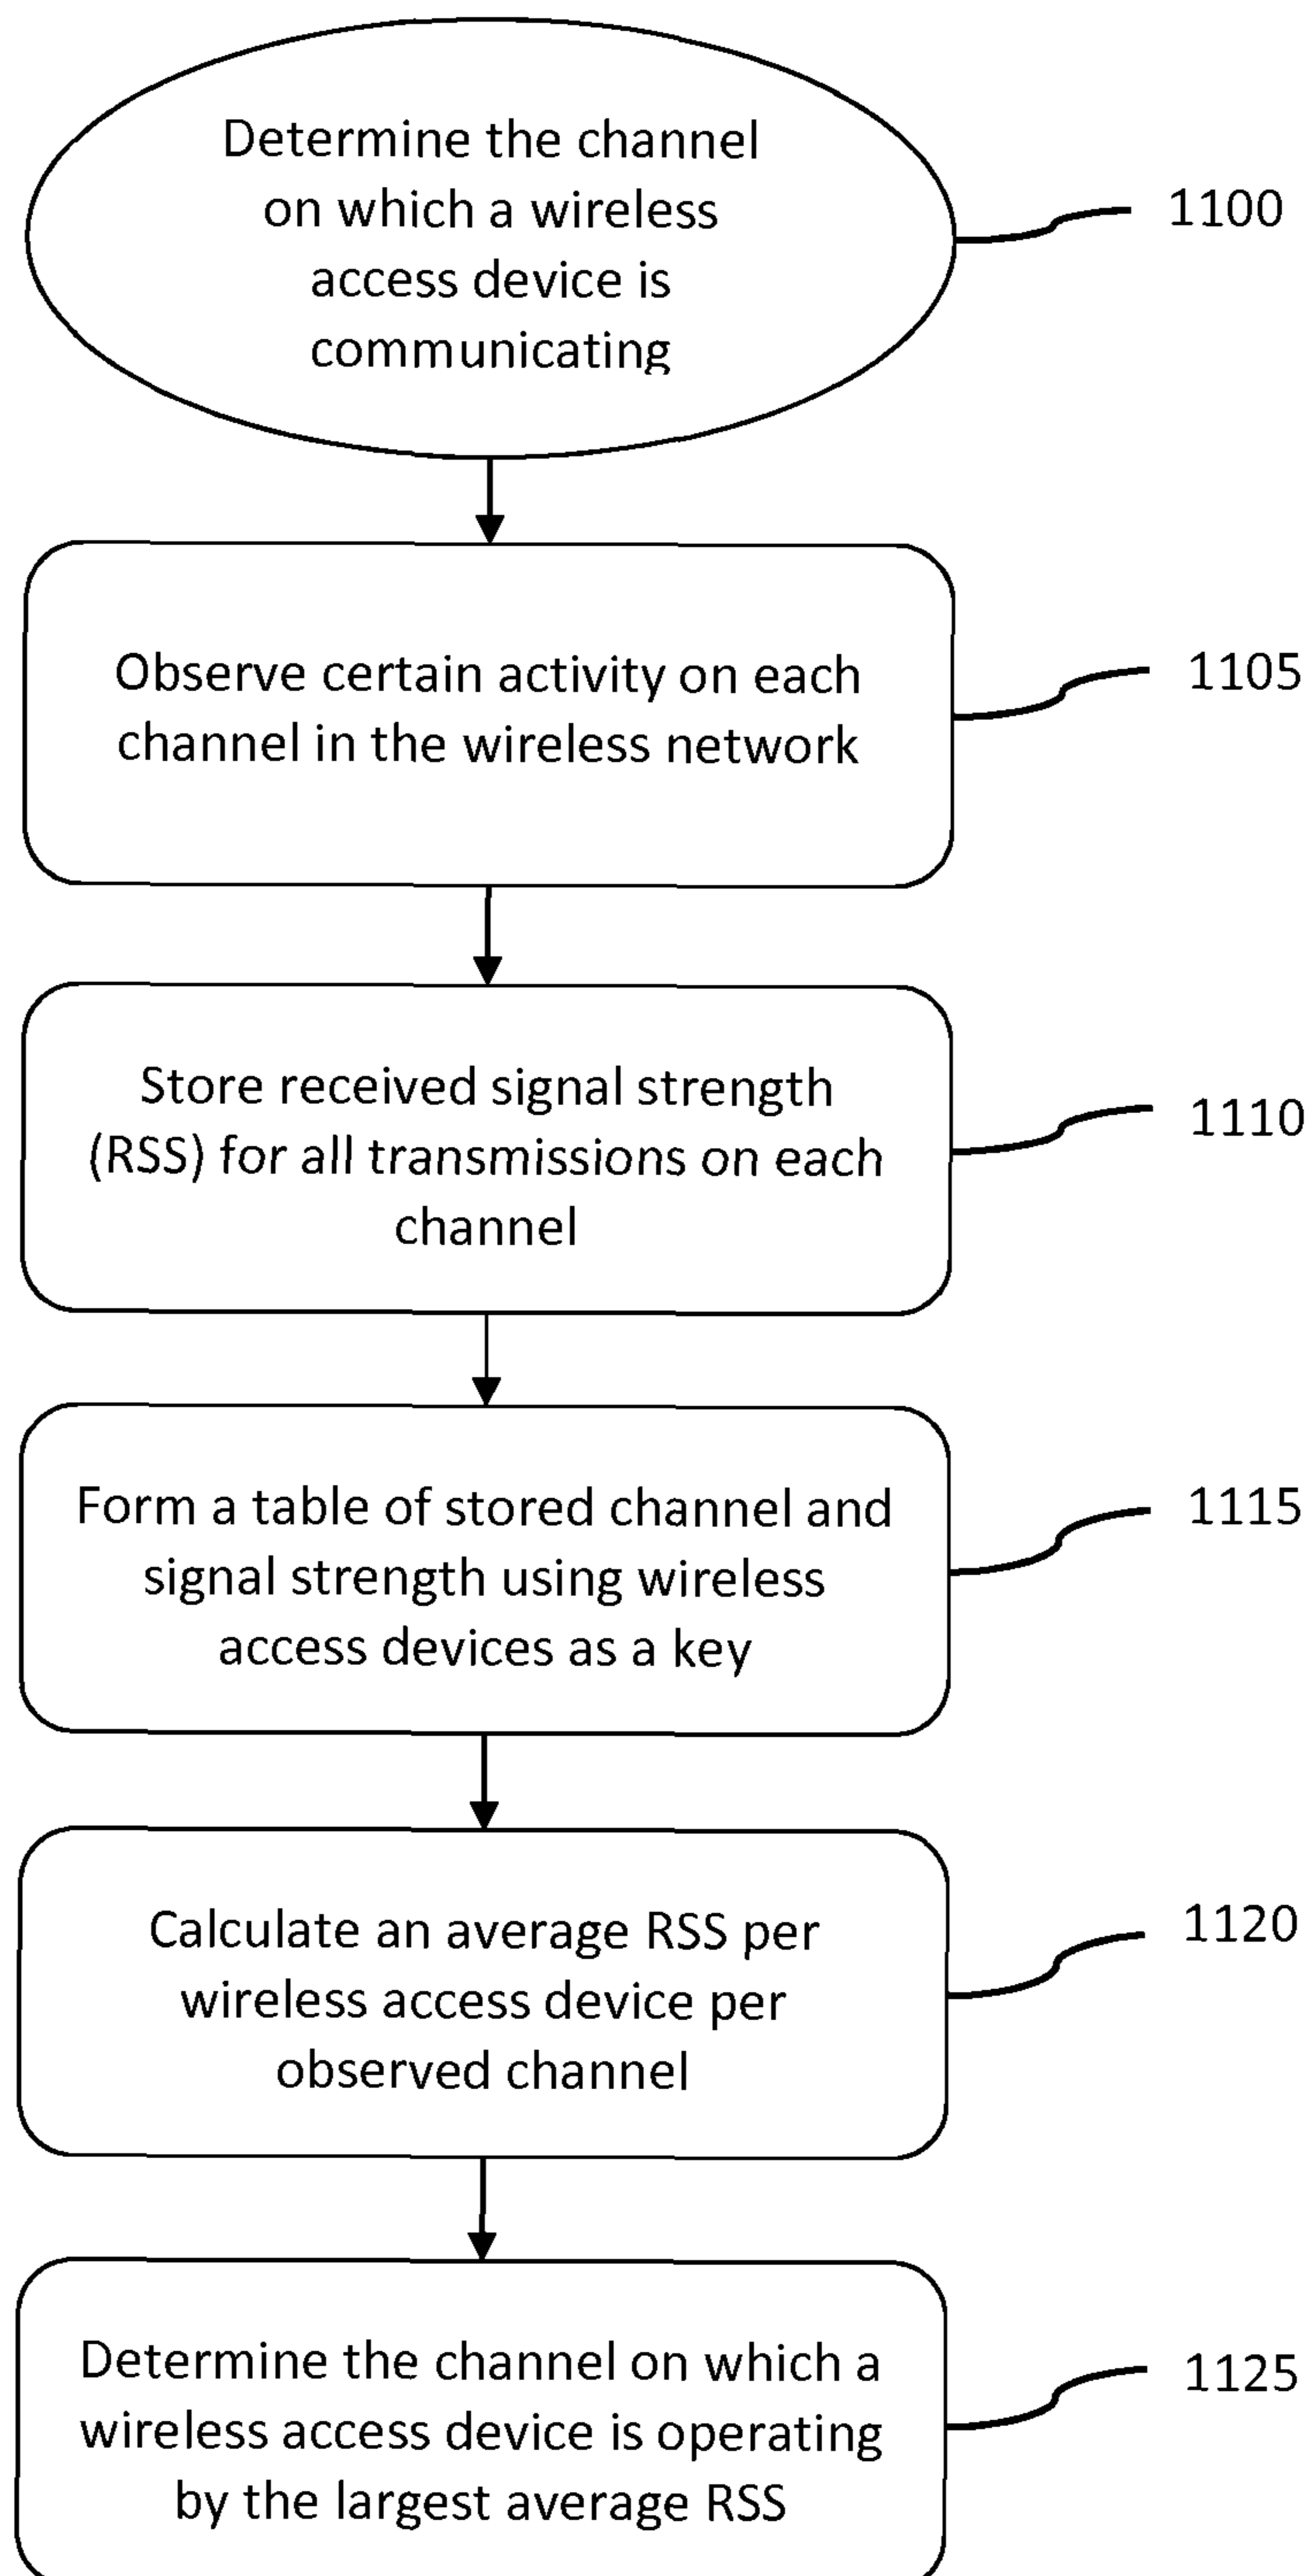 Determine the channel
on which a wireless
access device is
communicating
1100
Observe certain activity on each
channel in the wireless network
1105
Store received signal strength
(RSS) for all transmissions on each
channel
1110
Form a table of stored channel and
signal strength using wireless
access devices as a key
1115
Calculate an average RSS per
wireless access device per
observed channel
1120
Determine the channel on which a
wireless access device is operating
by the largest average RSS
1125